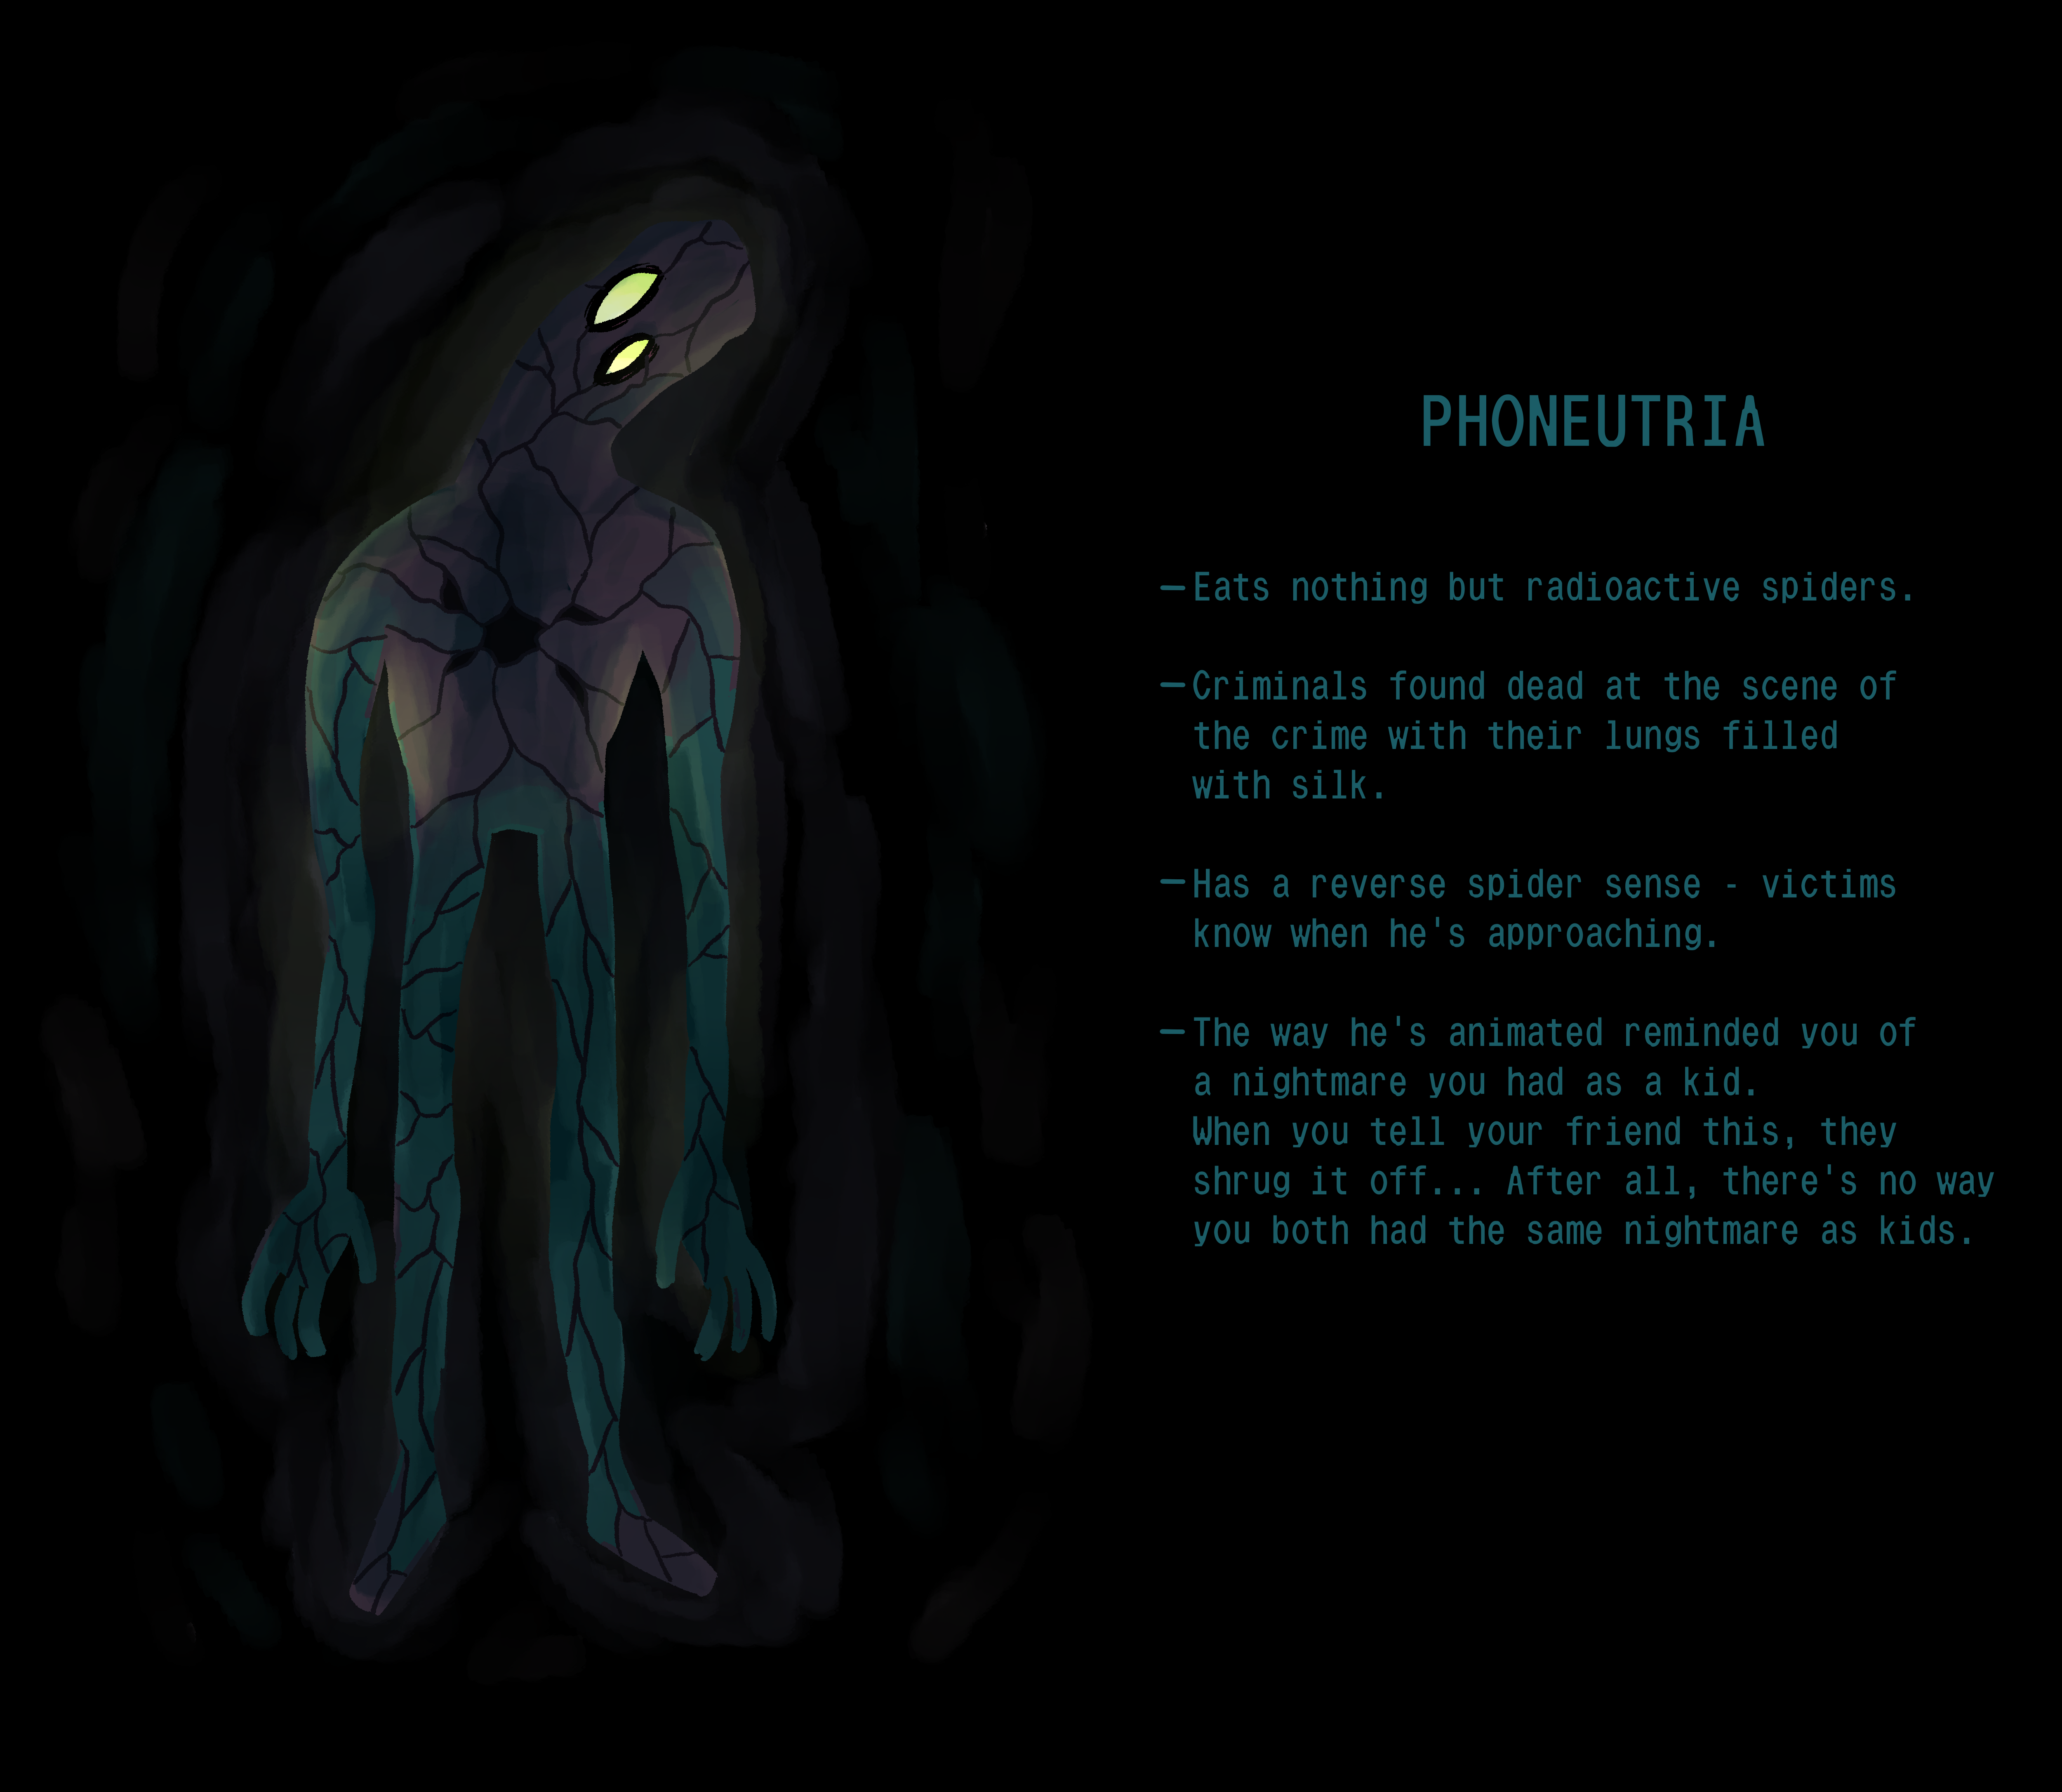 PHONEUTRIA
—Eats nothing but radioactive spiders.
—Criminals found dead at the scene of
the crime with their lungs filled
with silk.
—Has a reverse spider sense - victims
know when he's approaching.
—The way he's animated reminded you of
a nightmare you had as a kid.
When you tell your friend this, they
shrug it off... After all, there's no way
you both had the same nightmare as kids.